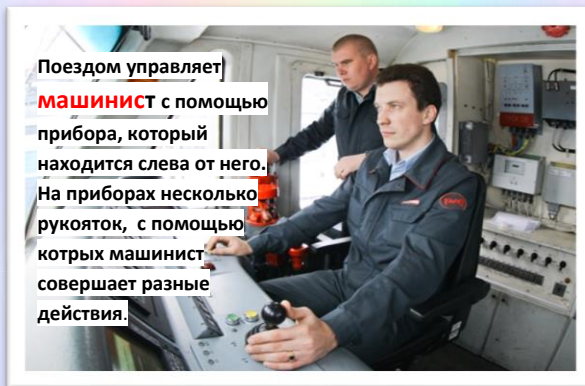 Поездом управляет
машинист с помощью
прибора, который
находится слева от него.
На приборах несколько
рукояток, с помощью
котрых машинист
совершает разные
действия.